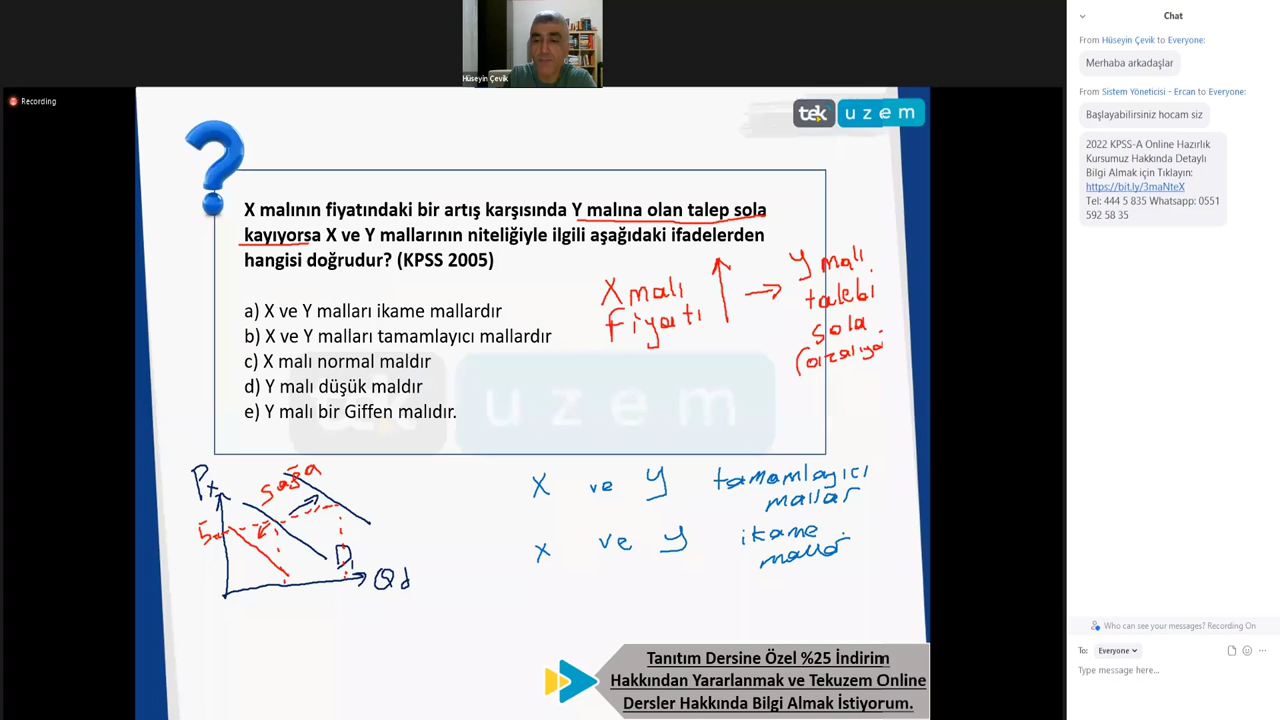 Hüseyin Çevik
Recording
tek uzem
X malının fiyatındaki bir artış karşısında Y malına olan talep sola
kayıyorsa X ve Y mallarının niteliğiyle ilgili aşağıdaki ifadelerden
hangisi doğrudur? (KPSS 2005)
a) X ve Y malları ikame mallardır
b) X ve Y malları tamamlayıcı mallardır
c) X malı normal maldır
d) Y malı düşük maldır
e) Y malı bir Giffen malıdır.
X malı
fiyatı
Y malı
talebi
sola
tek uzem
Px
sağa
5
D1
Qd
X ve Y tamamlayıcı
mallar
X ve Y ikame
mallar
Tanıtım Dersine Özel %25 İndirim
Hakkından Yararlanmak ve Tekuzem Online
Dersler Hakkında Bilgi Almak İstiyorum.
Chat
From Hüseyin Çevik to Everyone:
Merhaba arkadaşlar
From Sistem Yöneticisi - Ercan to Everyone:
Başlayabilirsiniz hocam siz
2022 KPSS-A Online Hazırlık
Kursumuz Hakkında Detaylı
Bilgi Almak için Tıklayın:
https://bit.ly/3maNteX
Tel: 444 5 835 Whatsapp: 0551
592 58 35
Who can see your messages? Recording On
To: Everyone
Type message here...